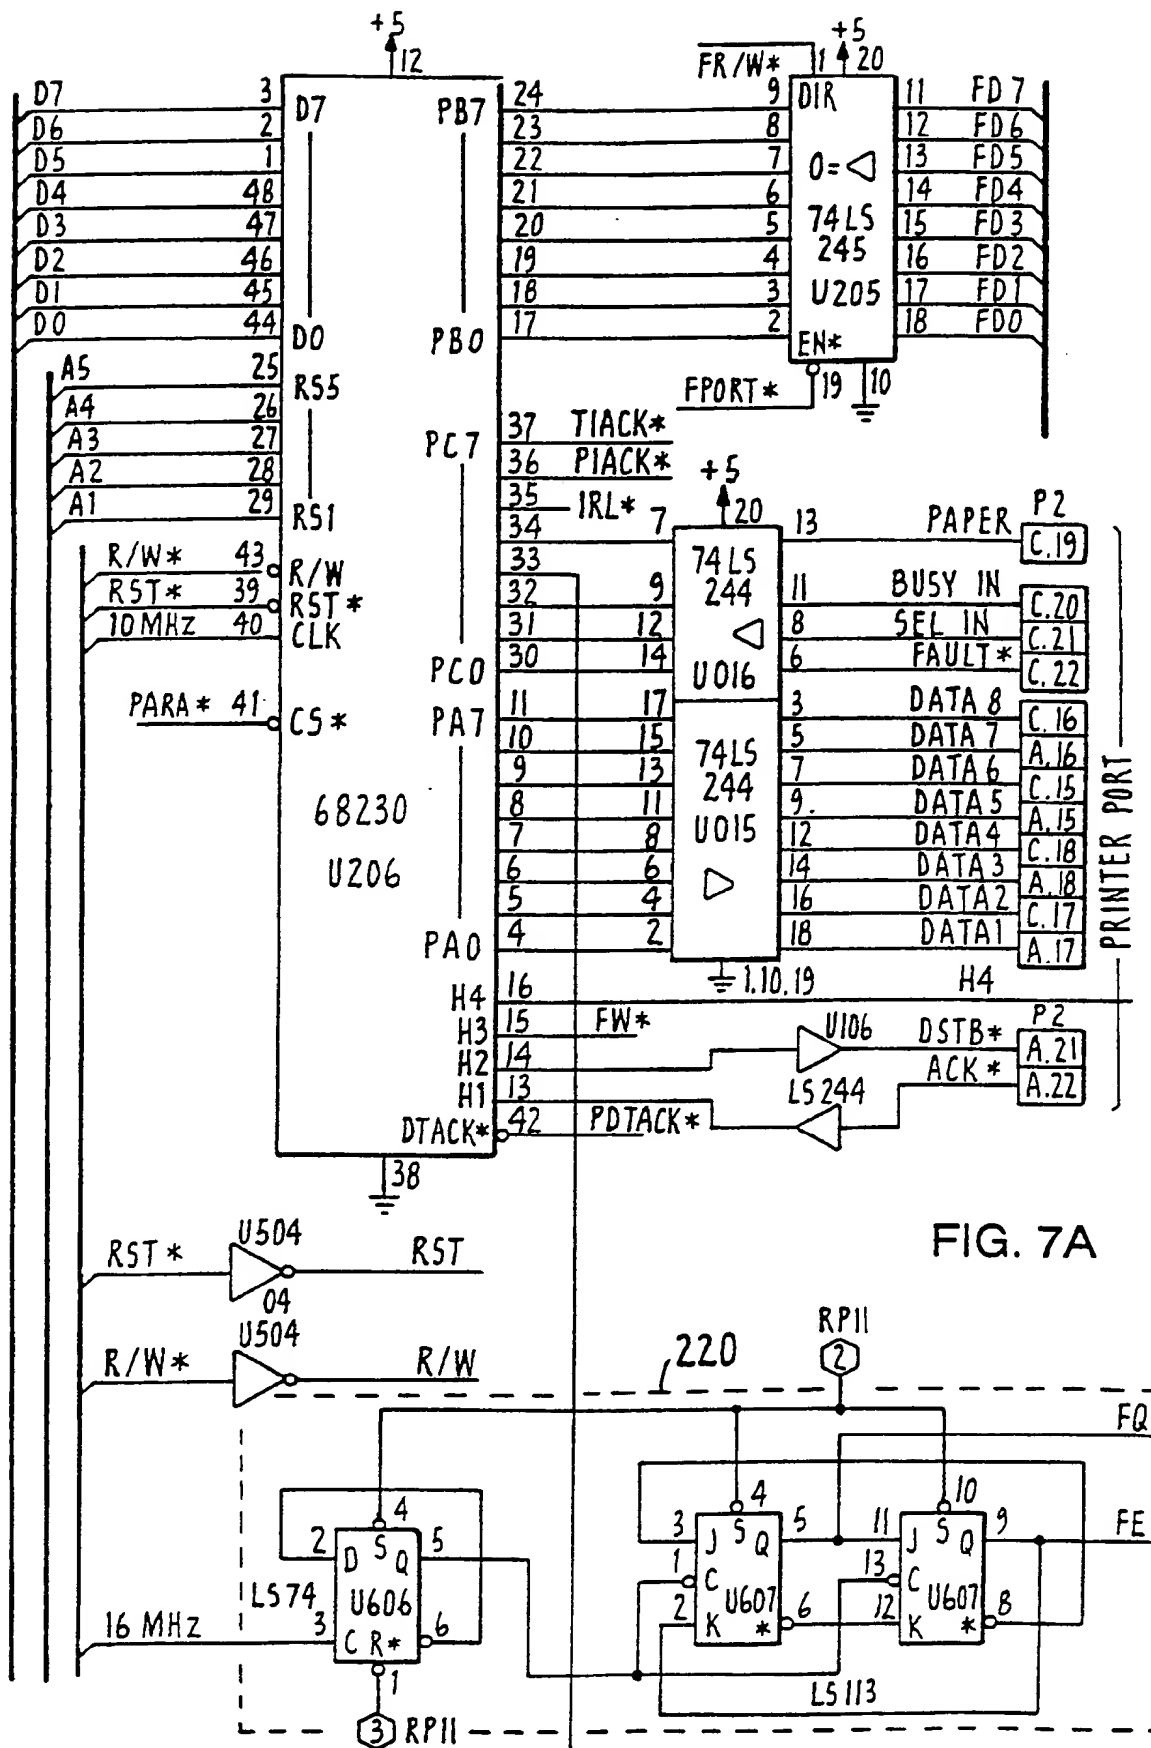 +5
12
FR/W*
+5
1 20
D7 3 D7 PB7 24 9 DIR 11 FD7
D6 2 23 8 12 FD6
D5 1 22 7 0= 13 FD5
D4 48 21 6 14 FD4
D3 47 20 5 74LS 15 FD3
D2 46 19 4 245 16 FD2
D1 45 18 3 U205 17 FD1
D0 44 D0 PB0 17 2 18 FD0
EN*
FPORT* 19 10
A5 25 RS5
A4 26
A3 27
A2 28
A1 29 RS1
PC7 37 TIACK*
36 PIACK*
35 IRL*
+5
20
P2
34 7 13 PAPER C.19
33 74LS
244
32 9 11 BUSY IN C.20
31 12 8 SEL IN C.21
PC0 30 14 6 FAULT* C.22
U016
R/W* 43 R/W
RST* 39 RST*
10MHZ 40 CLK
PARA* 41 CS*
PA7 11 17 3 DATA 8 C.16
10 15 74LS 5 DATA 7 A.16
9 13 244 7 DATA 6 C.15
8 11 U015 9. DATA5 A.15
7 8 12 DATA4 C.18
6 6 14 DATA3 A.18
5 4 16 DATA2 C.17
PA0 4 2 18 DATA1 A.17
PRINTER PORT
68230
U206
1.10.19
H4 16 H4
H3 15 FW*
H2 14 U106 DSTB* P2 A.21
H1 13 LS244 ACK* A.22
DTACK* 42 PDTACK*
38
FIG. 7A
RST* U504 RST
04
R/W* U504 R/W
220
RP11
2
FQ
4 4 10
2 D S Q 5 3 J S Q 5 11 J S Q 9 FE
1 C 13 C
LS74 U606 2 K U607 * 6 12 K U607 * 8
16 MHZ 3 C R* 6
1
LS113
3 RP11